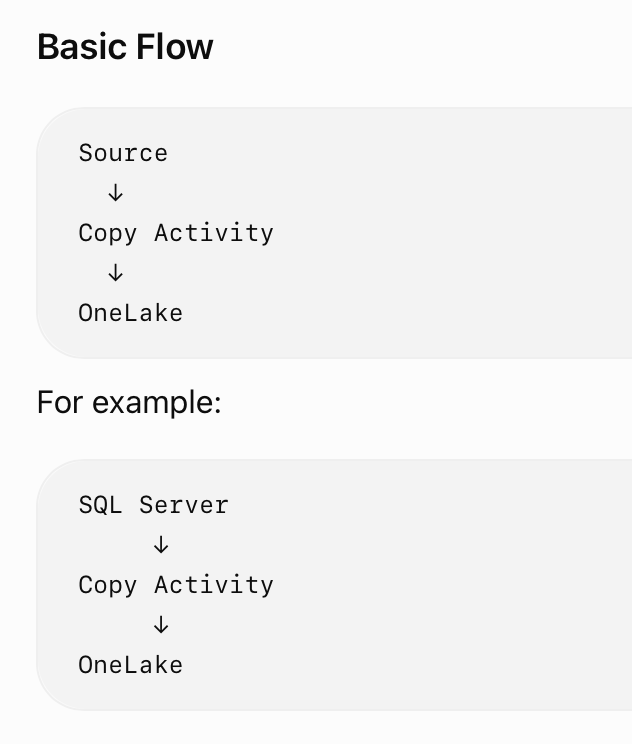 Basic Flow
Source
↓
Copy Activity
↓
OneLake
For example:
SQL Server
↓
Copy Activity
↓
OneLake